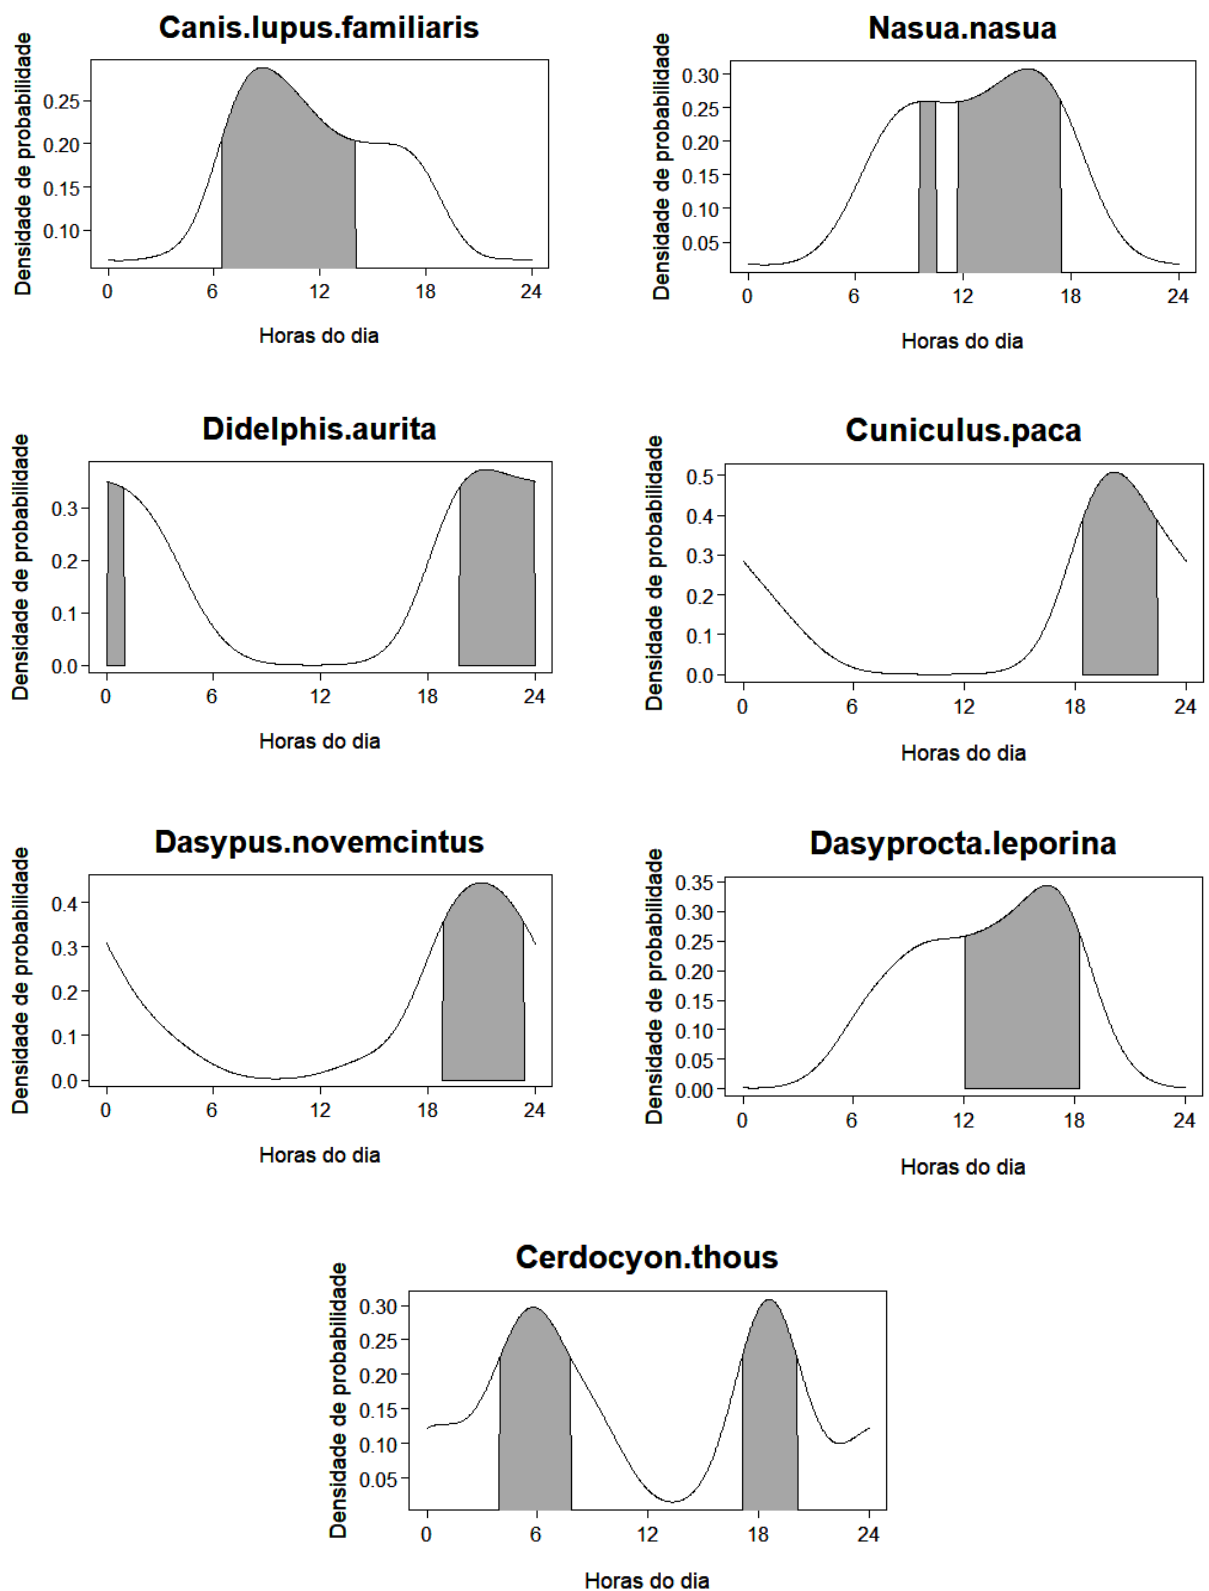 Canis.lupus.familiaris
Densidade de probabilidade
0.25
0.20
0.15
0.10
0 6 12 18 24
Horas do dia
Nasua.nasua
Densidade de probabilidade
0.30
0.25
0.20
0.15
0.10
0.05
0 6 12 18 24
Horas do dia
Didelphis.aurita
Densidade de probabilidade
0.3
0.2
0.1
0.0
0 6 12 18 24
Horas do dia
Cuniculus.paca
Densidade de probabilidade
0.5
0.4
0.3
0.2
0.1
0.0
0 6 12 18 24
Horas do dia
Dasypus.novemcintus
Densidade de probabilidade
0.4
0.3
0.2
0.1
0.0
0 6 12 18 24
Horas do dia
Dasyprocta.leporina
Densidade de probabilidade
0.35
0.30
0.25
0.20
0.15
0.10
0.05
0.00
0 6 12 18 24
Horas do dia
Cerdocyon.thous
Densidade de probabilidade
0.30
0.25
0.20
0.15
0.10
0.05
0 6 12 18 24
Horas do dia